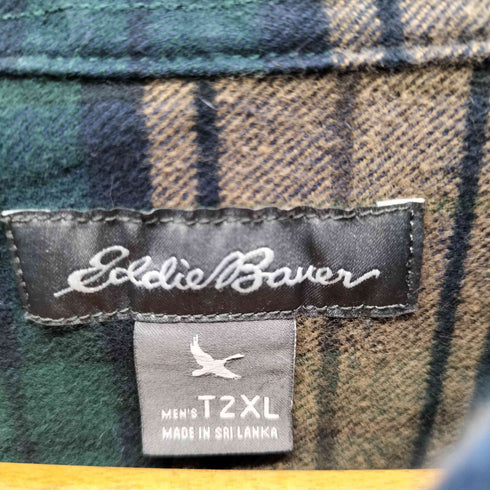 Eddie Bauer
MEN'S T2XL
MADE IN SRI LANKA